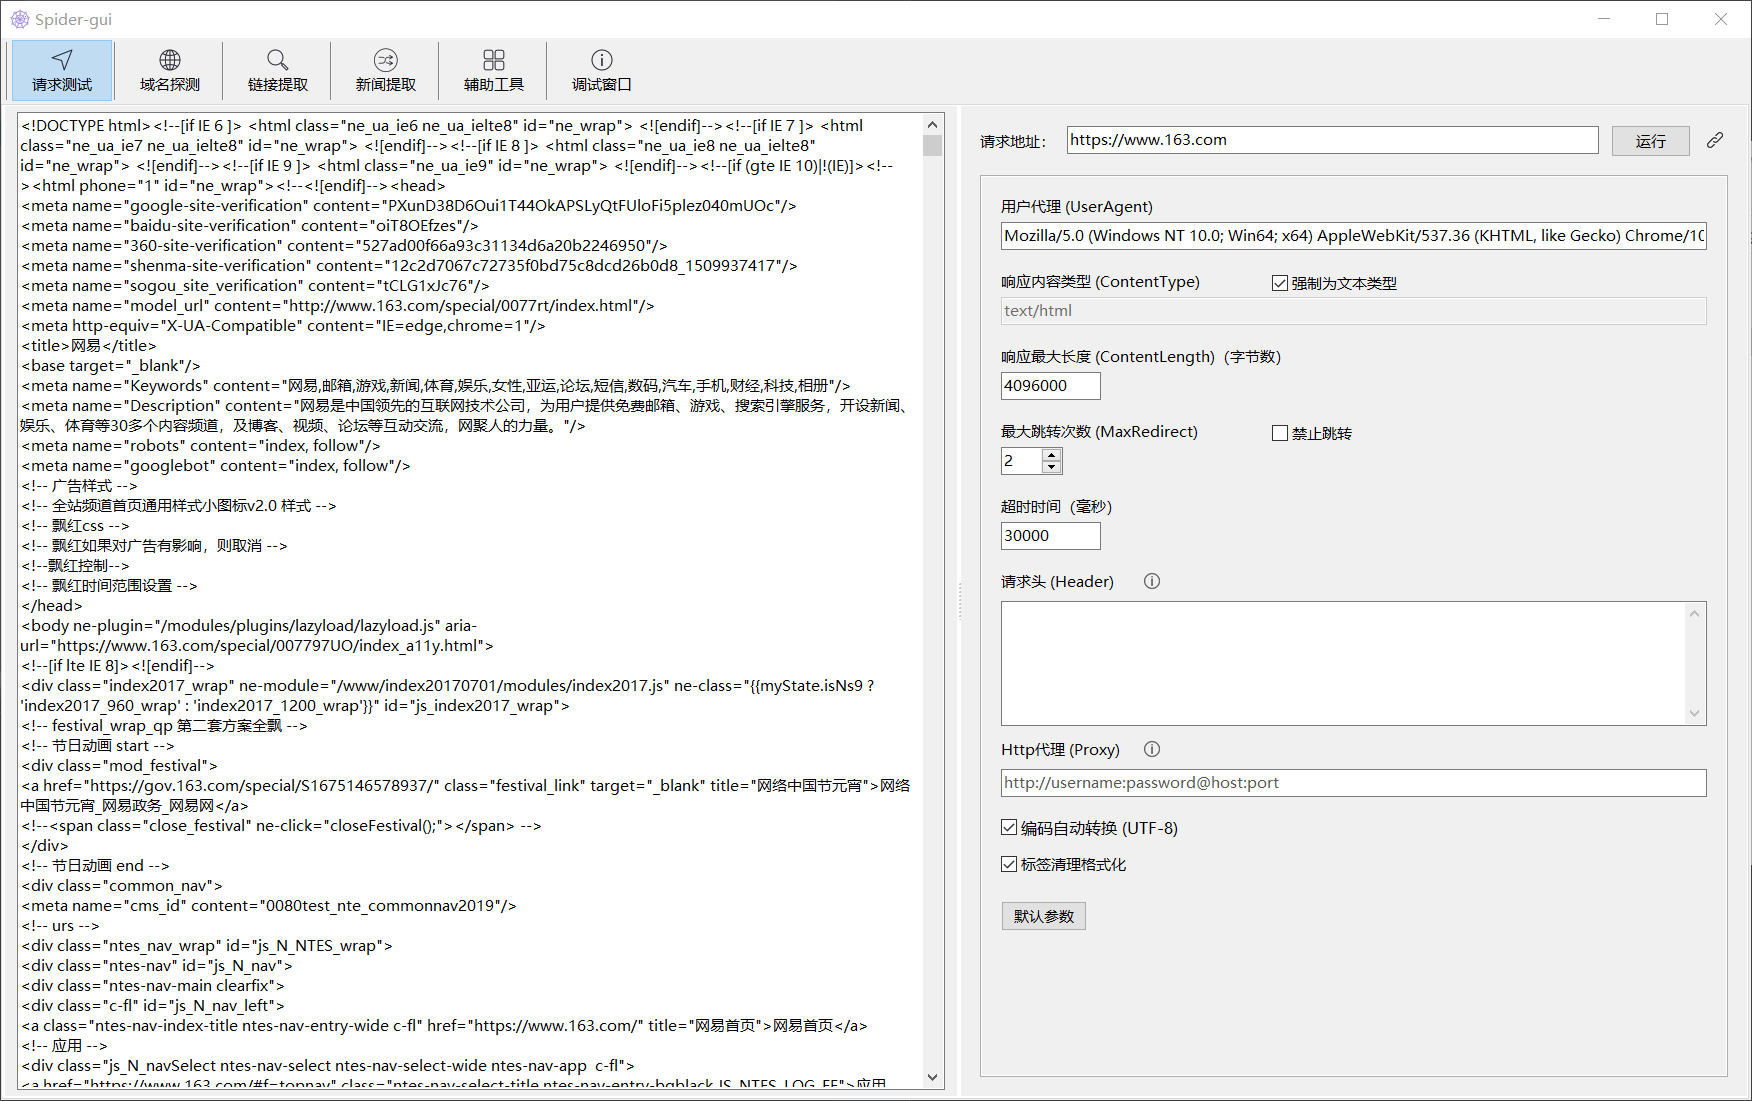 Spider-gui
请求测试
域名探测
链接提取
新闻提取
辅助工具
调试窗口
<!DOCTYPE html><!--[if IE 6 ]> <html class="ne_ua_ie6 ne_ua_ielte8" id="ne_wrap"> <![endif]--><!--[if IE 7 ]> <html
class="ne_ua_ie7 ne_ua_ielte8" id="ne_wrap"> <![endif]--><!--[if IE 8 ]> <html class="ne_ua_ie8 ne_ua_ielte8"
id="ne_wrap"> <![endif]--><!--[if IE 9 ]> <html class="ne_ua_ie9" id="ne_wrap"> <![endif]--><!--[if (gte IE 10)|!(IE)]><!--
><html phone="1" id="ne_wrap"><!--<![endif]--><head>
<meta name="google-site-verification" content="PXunD38D6Oui1T44OkAPSLyQtFUloFi5plez040mUOc"/>
<meta name="baidu-site-verification" content="oiT8OEfzes"/>
<meta name="360-site-verification" content="527ad00f66a93c31134d6a20b2246950"/>
<meta name="shenma-site-verification" content="12c2d7067c72735f0bd75c8dcd26b0d8_1509937417"/>
<meta name="sogou_site_verification" content="tCLG1xJc76"/>
<meta name="model_url" content="http://www.163.com/special/0077rt/index.html"/>
<meta http-equiv="X-UA-Compatible" content="IE=edge,chrome=1"/>
<title>网易</title>
<base target="_blank"/>
<meta name="Keywords" content="网易,邮箱,游戏,新闻,体育,娱乐,女性,亚运,论坛,短信,数码,汽车,手机,财经,科技,相册"/>
<meta name="Description" content="网易是中国领先的互联网技术公司，为用户提供免费邮箱、游戏、搜索引擎服务，开设新闻、
娱乐、体育等30多个内容频道，及博客、视频、论坛等互动交流，网聚人的力量。"/>
<meta name="robots" content="index, follow"/>
<meta name="googlebot" content="index, follow"/>
<!-- 广告样式 -->
<!-- 全站频道首页通用样式小图标v2.0 样式 -->
<!-- 飘红css -->
<!-- 飘红如果对广告有影响，则取消 -->
<!--飘红控制-->
<!-- 飘红时间范围设置 -->
</head>
<body ne-plugin="/modules/plugins/lazyload/lazyload.js" aria-
url="https://www.163.com/special/007797UO/index_a11y.html">
<!--[if lte IE 8]><![endif]-->
<div class="index2017_wrap" ne-module="/www/index20170701/modules/index2017.js" ne-class="{{myState.isNs9 ?
'index2017_960_wrap' : 'index2017_1200_wrap'}}" id="js_index2017_wrap">
<!-- festival_wrap_qp 第二套方案全飘 -->
<!-- 节日动画 start -->
<div class="mod_festival">
<a href="https://gov.163.com/special/S1675146578937/" class="festival_link" target="_blank" title="网络中国节元宵">网络
中国节元宵_网易政务_网易网</a>
<!--<span class="close_festival" ne-click="closeFestival();"></span> -->
</div>
<!-- 节日动画 end -->
<div class="common_nav">
<meta name="cms_id" content="0080test_nte_commonnav2019"/>
<!-- urs -->
<div class="ntes_nav_wrap" id="js_N_NTES_wrap">
<div class="ntes-nav" id="js_N_nav">
<div class="ntes-nav-main clearfix">
<div class="c-fl" id="js_N_nav_left">
<a class="ntes-nav-index-title ntes-nav-entry-wide c-fl" href="https://www.163.com/" title="网易首页">网易首页</a>
<!-- 应用 -->
<div class="js_N_navSelect ntes-nav-select ntes-nav-select-wide ntes-nav-app  c-fl">
<a href="https://www.163.com/#f=topnav" class="ntes-nav-select-title ntes-nav-entry-bgblack JS_NTES_LOG_FE">应用
请求地址：
https://www.163.com
运行
用户代理 (UserAgent)
Mozilla/5.0 (Windows NT 10.0; Win64; x64) AppleWebKit/537.36 (KHTML, like Gecko) Chrome/10
响应内容类型 (ContentType)
强制为文本类型
text/html
响应最大长度 (ContentLength)（字节数）
4096000
最大跳转次数 (MaxRedirect)
禁止跳转
2
超时时间（毫秒）
30000
请求头 (Header)
Http代理 (Proxy)
http://username:password@host:port
编码自动转换 (UTF-8)
标签清理格式化
默认参数